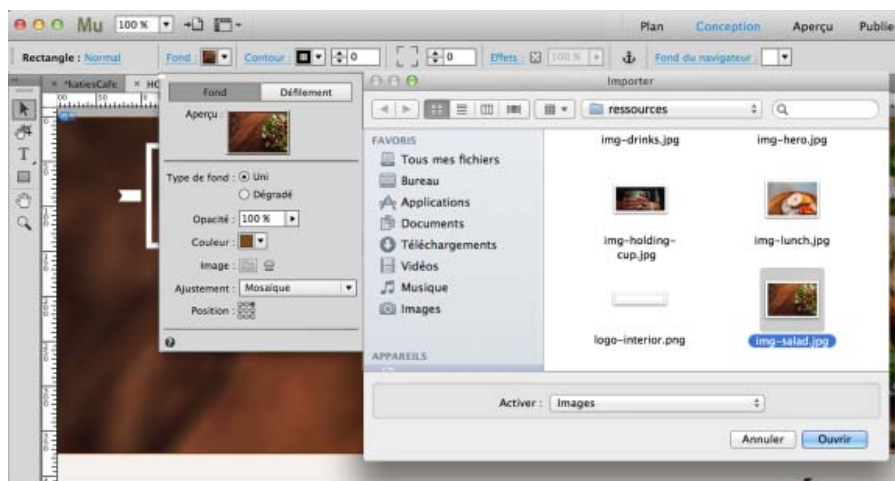 Mu 100 %
Plan Conception Aperçu Publie
Rectangle : Normal Fond : Contour : 0 0 Effets : 100 % Fond du navigateur :
× *katiesCafe × HO
Fond Défilement
Aperçu :
Type de fond : Uni
Dégradé
Opacité : 100 %
Couleur :
Image :
Ajustement : Mosaïque
Position :
Importer
ressources
FAVORIS
Tous mes fichiers
Bureau
Applications
Documents
Téléchargements
Vidéos
Musique
Images
APPAREILS
img-drinks.jpg img-hero.jpg
img-holding-
cup.jpg
img-lunch.jpg
logo-interior.png img-salad.jpg
Activer : Images
Annuler Ouvrir